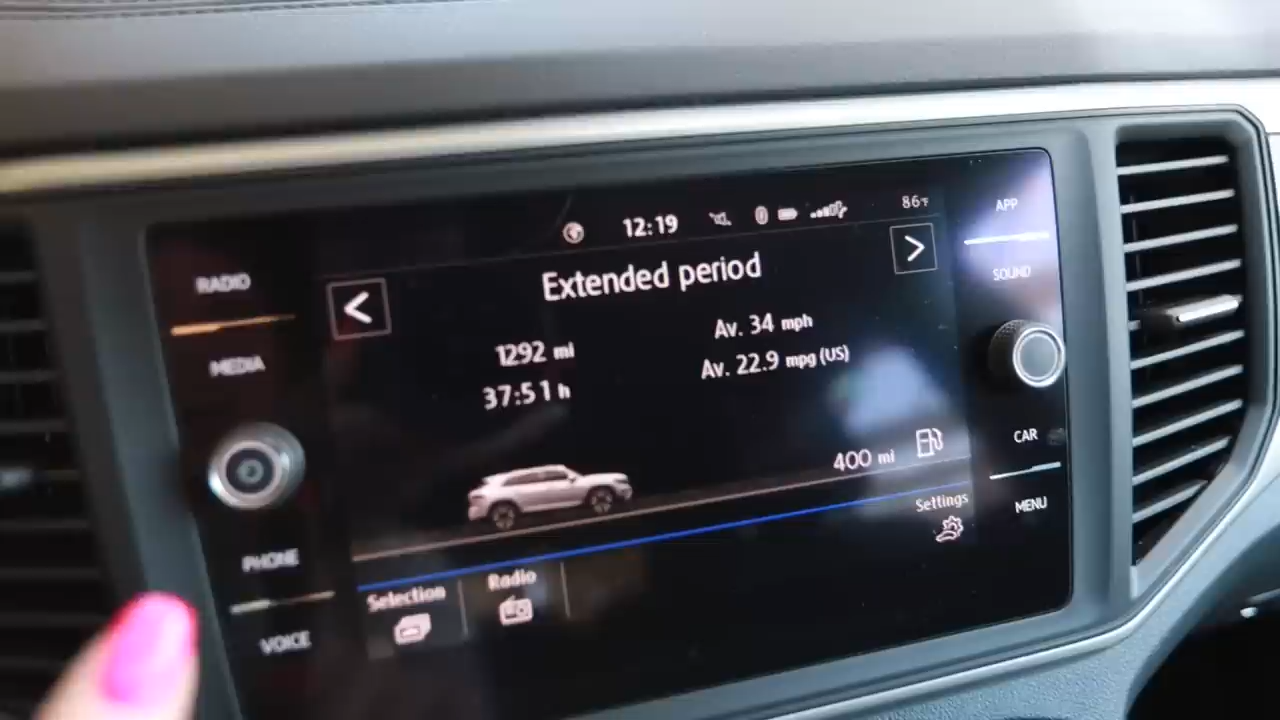 12:19
86°F
Extended period
1292 mi
Av. 34 mph
37:51 h
Av. 22.9 mpg (US)
400 mi
Settings
Selection
Radio
RADIO
MEDIA
PHONE
VOICE
APP
SOUND
CAR
MENU